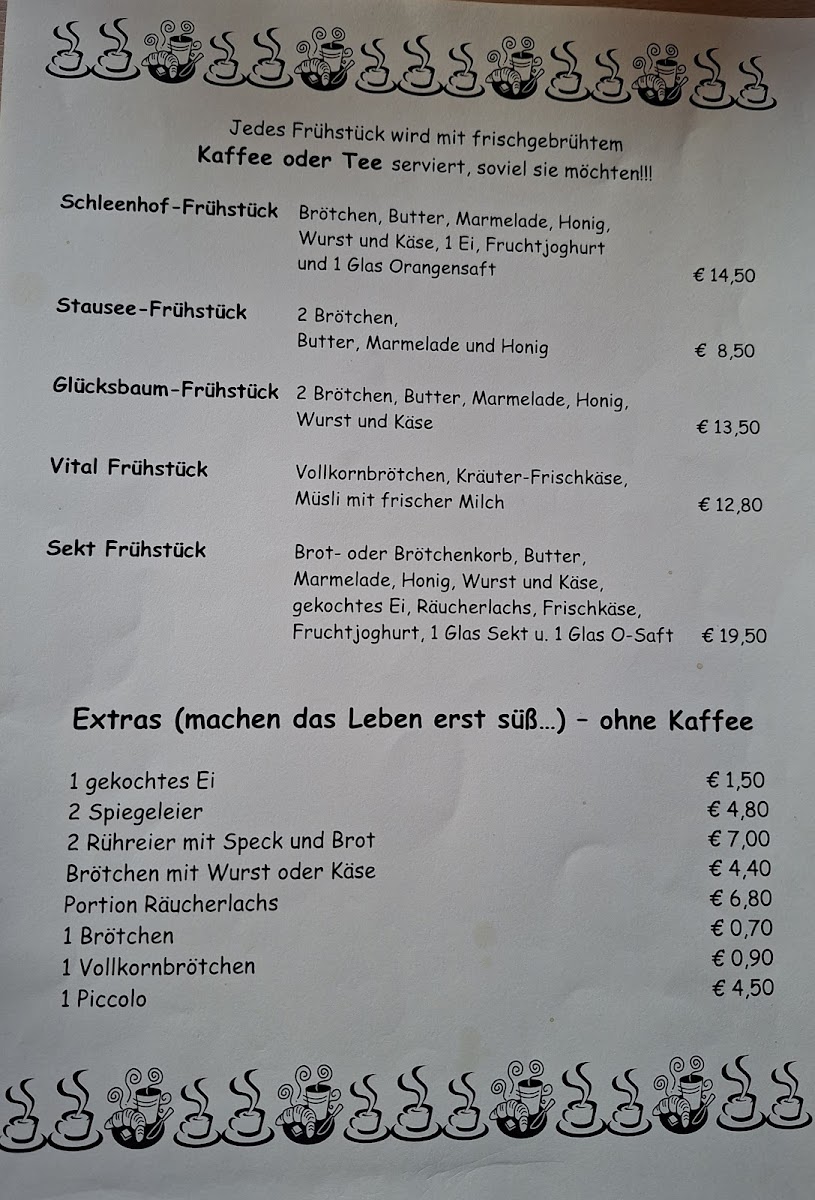 Jedes Frühstück wird mit frischgebrühtem
Kaffee oder Tee serviert, soviel sie möchten!!!
Schleenhof-Frühstück Brötchen, Butter, Marmelade, Honig,
Wurst und Käse, 1 Ei, Fruchtjoghurt
und 1 Glas Orangensaft € 14,50
Stausee-Frühstück 2 Brötchen,
Butter, Marmelade und Honig € 8,50
Glücksbaum-Frühstück 2 Brötchen, Butter, Marmelade, Honig,
Wurst und Käse € 13,50
Vital Frühstück Vollkornbrötchen, Kräuter-Frischkäse,
Müsli mit frischer Milch € 12,80
Sekt Frühstück Brot- oder Brötchenkorb, Butter,
Marmelade, Honig, Wurst und Käse,
gekochtes Ei, Räucherlachs, Frischkäse,
Fruchtjoghurt, 1 Glas Sekt u. 1 Glas O-Saft € 19,50
Extras (machen das Leben erst süß...) - ohne Kaffee
1 gekochtes Ei € 1,50
2 Spiegeleier € 4,80
2 Rühreier mit Speck und Brot € 7,00
Brötchen mit Wurst oder Käse € 4,40
Portion Räucherlachs € 6,80
1 Brötchen € 0,70
1 Vollkornbrötchen € 0,90
1 Piccolo € 4,50